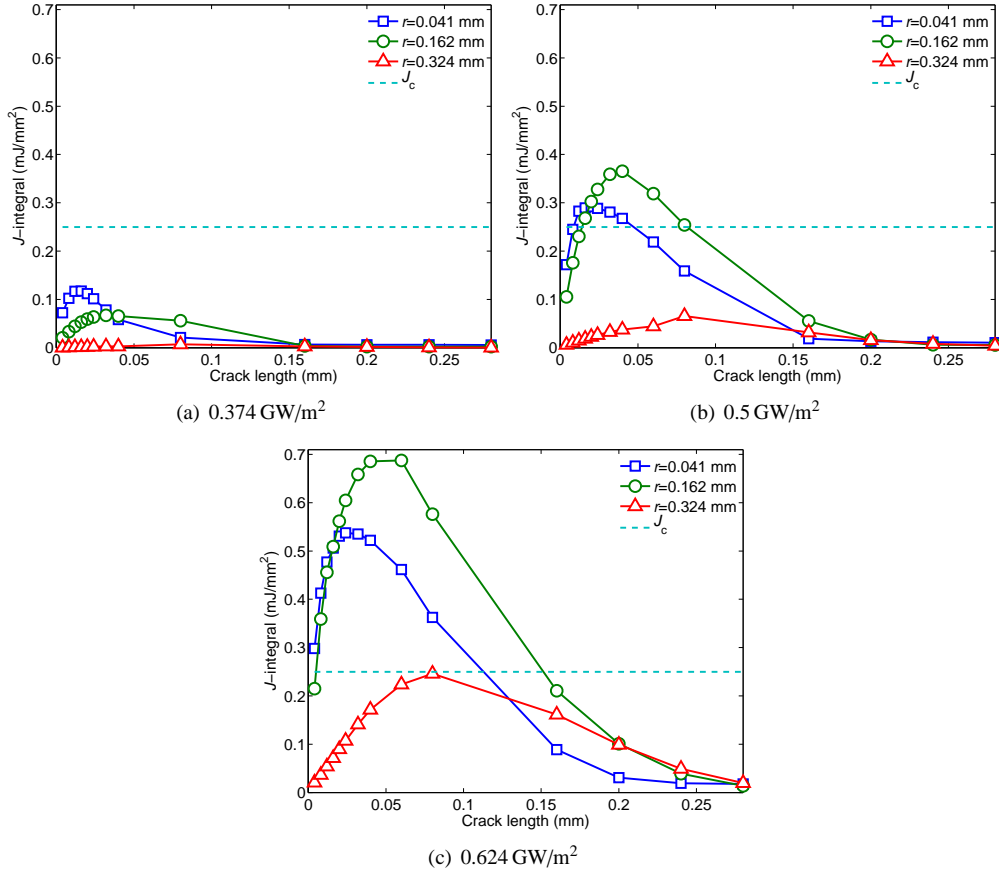 0.7
0.6
0.5
0.4
0.3
0.2
0.1
0
0 0.05 0.1 0.15 0.2 0.25
J−integral (mJ/mm²)
Crack length (mm)
r=0.041 mm
r=0.162 mm
r=0.324 mm
J_c
(a) 0.374 GW/m²
0.7
0.6
0.5
0.4
0.3
0.2
0.1
0
0 0.05 0.1 0.15 0.2 0.25
J−integral (mJ/mm²)
Crack length (mm)
r=0.041 mm
r=0.162 mm
r=0.324 mm
J_c
(b) 0.5 GW/m²
0.7
0.6
0.5
0.4
0.3
0.2
0.1
0
0 0.05 0.1 0.15 0.2 0.25
J−integral (mJ/mm²)
Crack length (mm)
r=0.041 mm
r=0.162 mm
r=0.324 mm
J_c
(c) 0.624 GW/m²